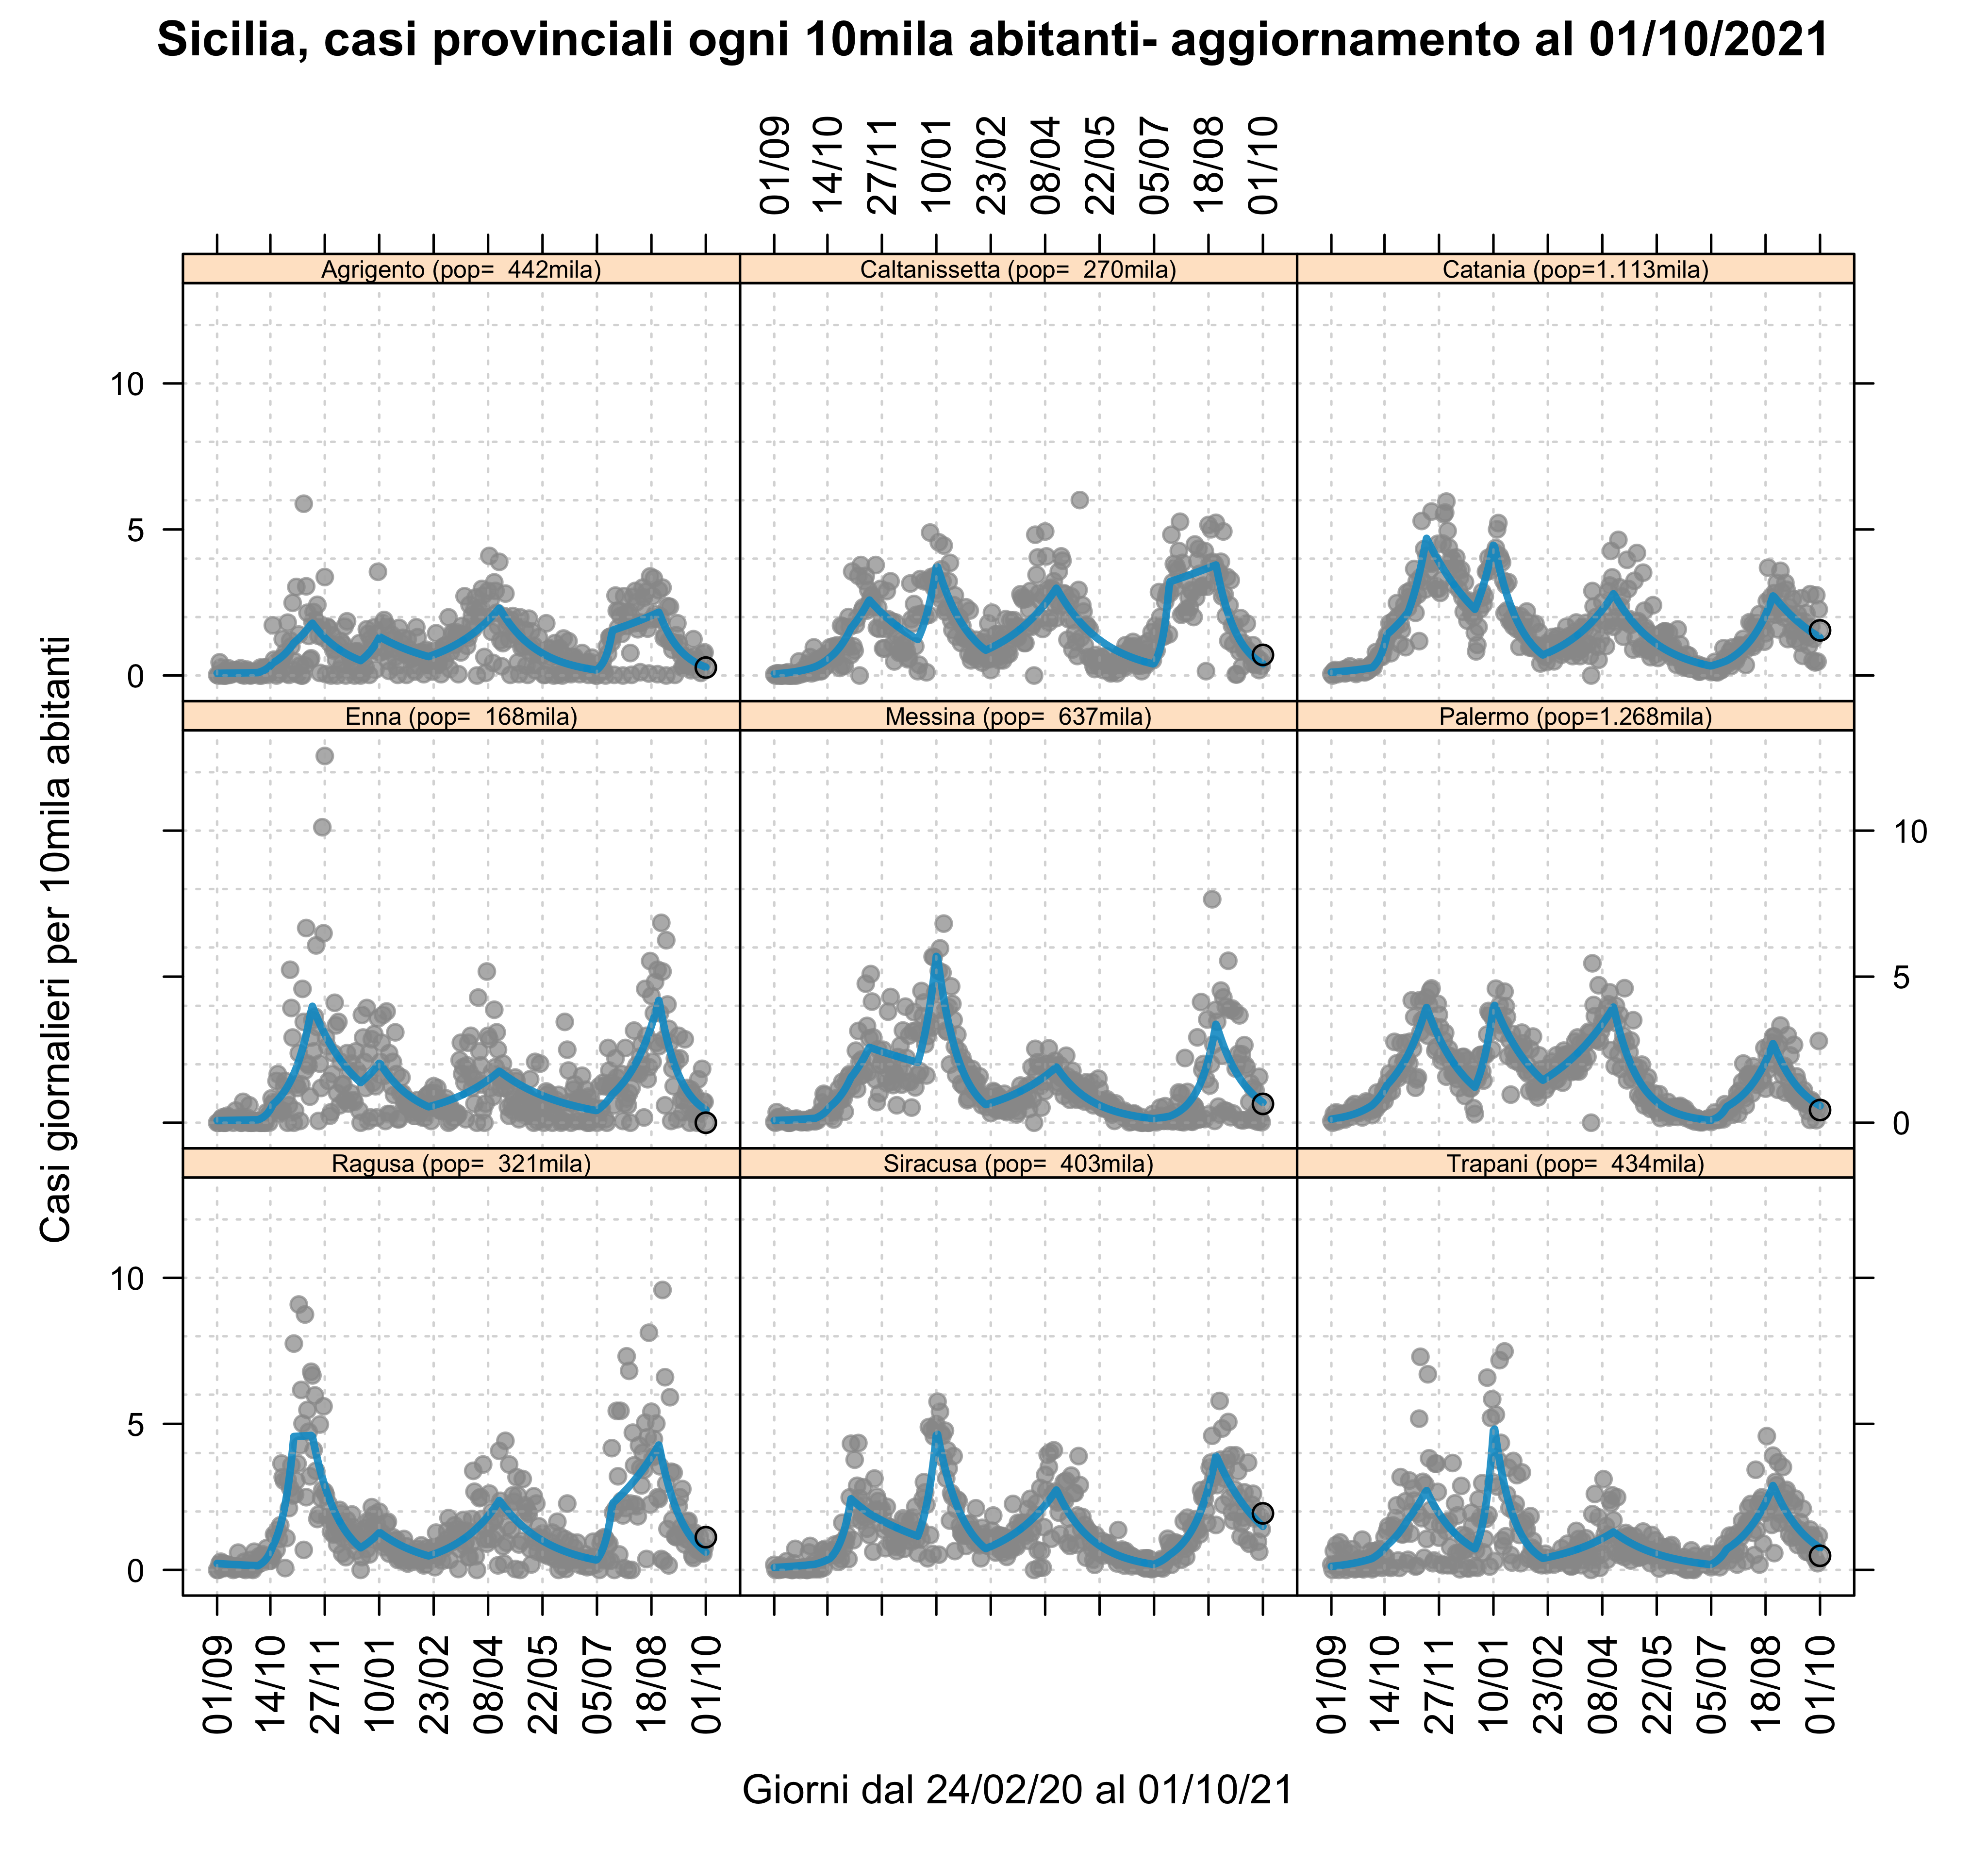 Sicilia, casi provinciali ogni 10mila abitanti- aggiornamento al 01/10/2021
01/09 14/10 27/11 10/01 23/02 08/04 22/05 05/07 18/08 01/10
Agrigento (pop=  442mila) Caltanissetta (pop=  270mila) Catania (pop=1.113mila)
10
5
0
Enna (pop=  168mila) Messina (pop=  637mila) Palermo (pop=1.268mila)
10
5
0
Casi giornalieri per 10mila abitanti
Ragusa (pop=  321mila) Siracusa (pop=  403mila) Trapani (pop=  434mila)
10
5
0
01/09 14/10 27/11 10/01 23/02 08/04 22/05 05/07 18/08 01/10 01/09 14/10 27/11 10/01 23/02 08/04 22/05 05/07 18/08 01/10
Giorni dal 24/02/20 al 01/10/21